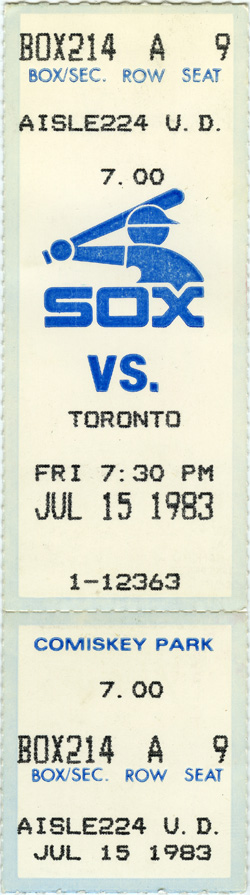 BOX214 A 9
BOX/SEC. ROW SEAT
AISLE224 U.D.
7.00
SOX
VS.
TORONTO
FRI 7:30 PM
JUL 15 1983
1-12363
COMISKEY PARK
7.00
BOX214 A 9
BOX/SEC. ROW SEAT
AISLE224 U.D.
JUL 15 1983